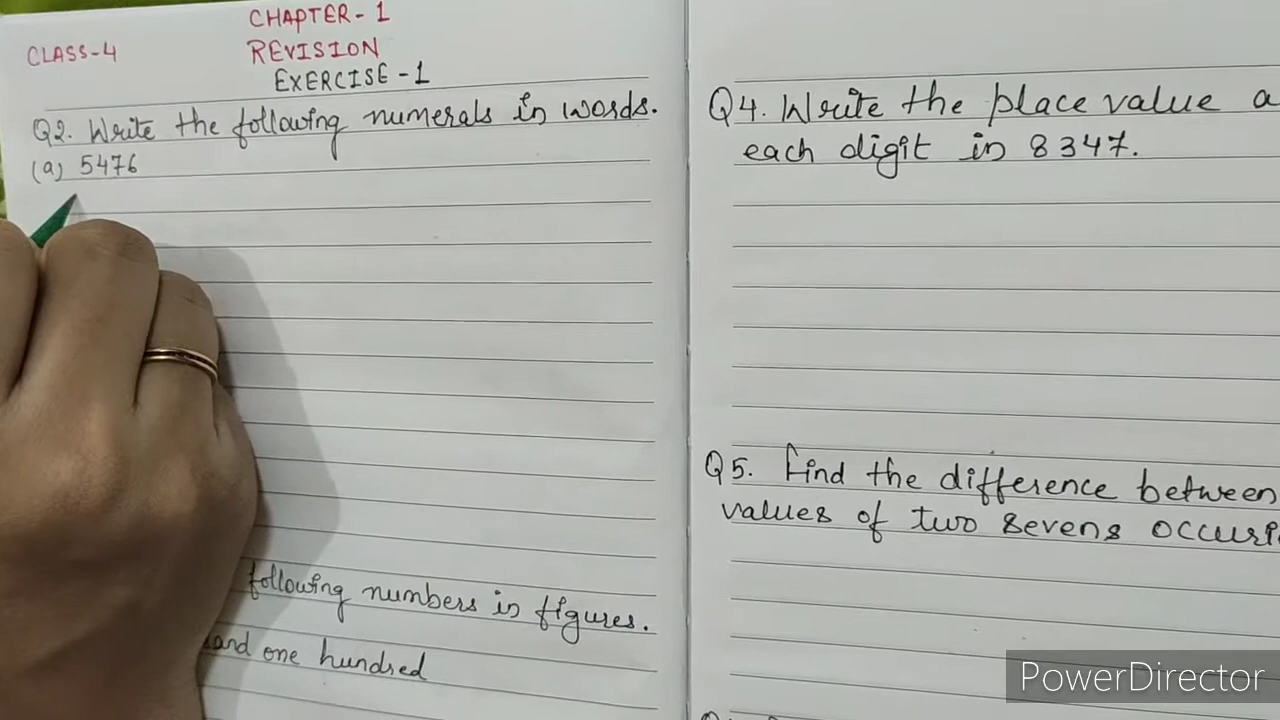 CHAPTER-1
CLASS-4
REVISION
EXERCISE-1
Q2. Write the following numerals in words.
(a) 5476
following numbers in figures.
and one hundred
Q4. Write the place value a
each digit in 8347.
Q5. Find the difference between
values of two sevens occur
PowerDirector